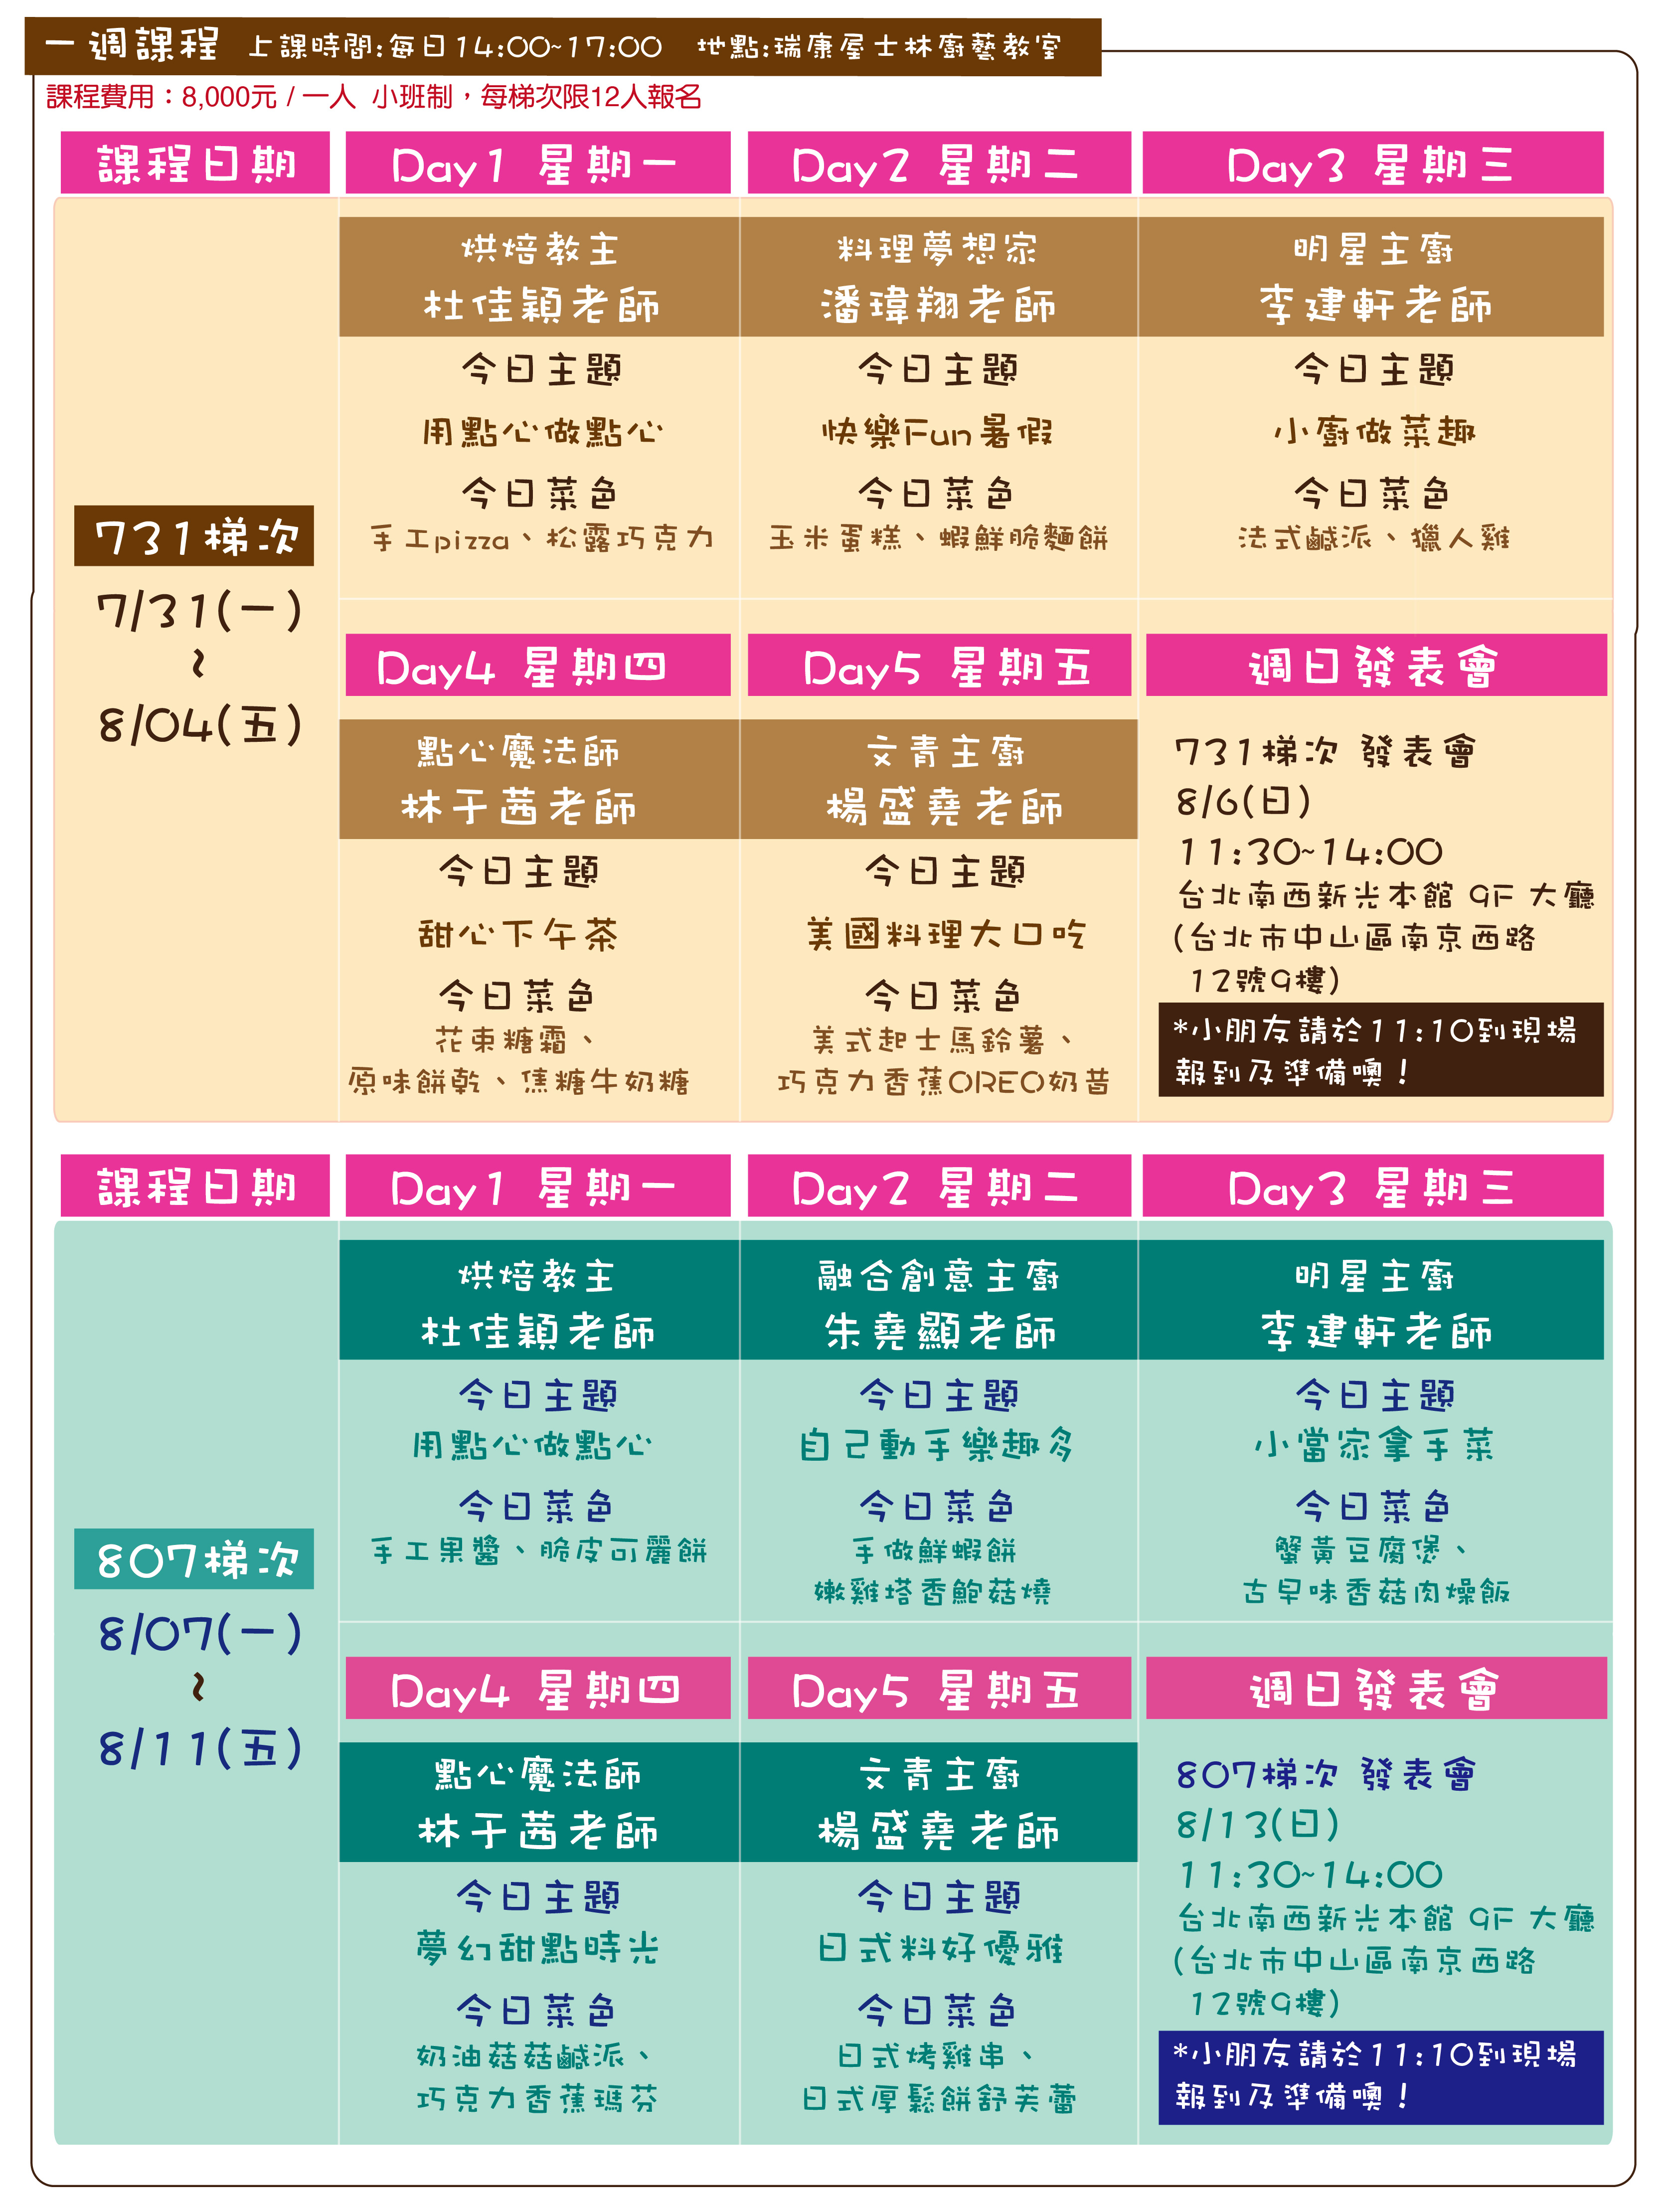 一週課程 上課時間:每日14:00~17:00 地點:瑞康屋士林廚藝教室
課程費用：8,000元 / 一人 小班制，每梯次限12人報名
課程日期 Day1 星期一 Day2 星期二 Day3 星期三
烘焙教主 料理夢想家 明星主廚
杜佳穎老師 潘瑋翔老師 李建軒老師
今日主題 今日主題 今日主題
用點心做點心 快樂Fun暑假 小廚做菜趣
今日菜色 今日菜色 今日菜色
手工pizza、松露巧克力 玉米蛋糕、蝦鮮脆麵餅 法式鹹派、獵人雞
731梯次
7/31(一)
~
8/04(五)
Day4 星期四 Day5 星期五 週日發表會
點心魔法師 文青主廚
林于茜老師 楊盛堯老師
今日主題 今日主題
甜心下午茶 美國料理大口吃
今日菜色 今日菜色
花束糖霜、 美式起士馬鈴薯、
原味餅乾、焦糖牛奶糖 巧克力香蕉OREO奶昔
731梯次 發表會
8/6(日)
11:30~14:00
台北南西新光本館 9F 大廳
(台北市中山區南京西路
12號9樓)
*小朋友請於11:10到現場
報到及準備噢！
課程日期 Day1 星期一 Day2 星期二 Day3 星期三
烘焙教主 融合創意主廚 明星主廚
杜佳穎老師 朱堯顯老師 李建軒老師
今日主題 今日主題 今日主題
用點心做點心 自己動手樂趣多 小當家拿手菜
今日菜色 今日菜色 今日菜色
手工果醬、脆皮可麗餅 手做鮮蝦餅 蟹黃豆腐煲、
嫩雞塔香鮑菇燒 古早味香菇肉燥飯
807梯次
8/07(一)
~
8/11(五)
Day4 星期四 Day5 星期五 週日發表會
點心魔法師 文青主廚
林于茜老師 楊盛堯老師
今日主題 今日主題
夢幻甜點時光 日式料好優雅
今日菜色 今日菜色
奶油菇菇鹹派、 日式烤雞串、
巧克力香蕉瑪芬 日式厚鬆餅舒芙蕾
807梯次 發表會
8/13(日)
11:30~14:00
台北南西新光本館 9F 大廳
(台北市中山區南京西路
12號9樓)
*小朋友請於11:10到現場
報到及準備噢！